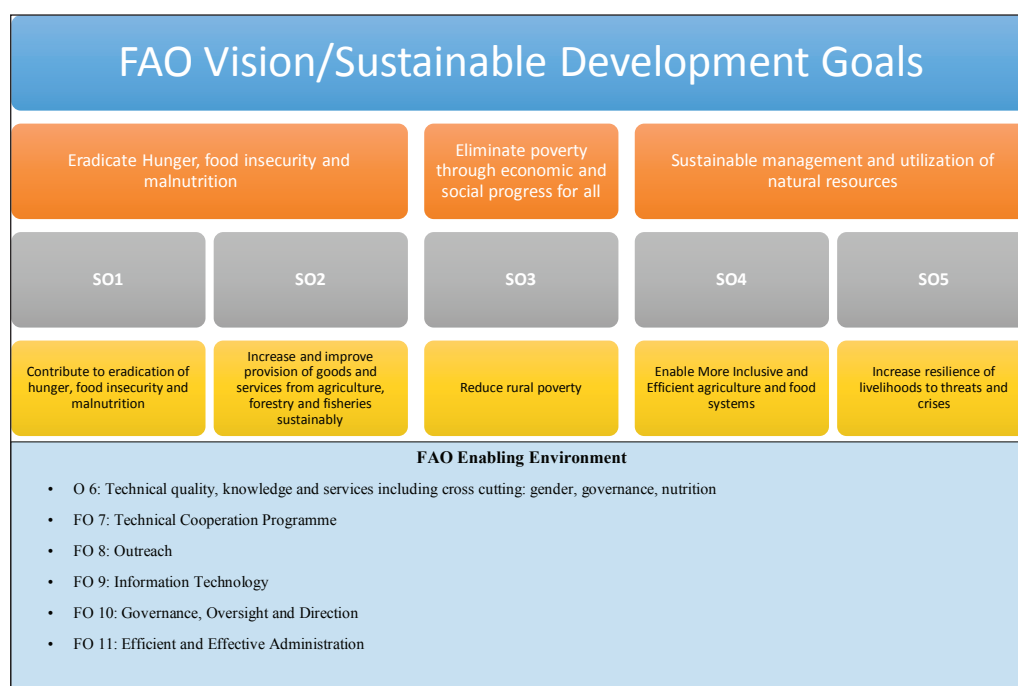 FAO Vision/Sustainable Development Goals
Eradicate Hunger, food insecurity and
malnutrition
Eliminate poverty
through economic and
social progress for all
Sustainable management and utilization of
natural resources
SO1
SO2
SO3
SO4
SO5
Contribute to eradication of
hunger, food insecurity and
malnutrition
Increase and improve
provision of goods and
services from agriculture,
forestry and fisheries
sustainably
Reduce rural poverty
Enable More Inclusive and
Efficient agriculture and food
systems
Increase resilience of
livelihoods to threats and
crises
FAO Enabling Environment
• O 6: Technical quality, knowledge and services including cross cutting: gender, governance, nutrition
• FO 7: Technical Cooperation Programme
• FO 8: Outreach
• FO 9: Information Technology
• FO 10: Governance, Oversight and Direction
• FO 11: Efficient and Effective Administration